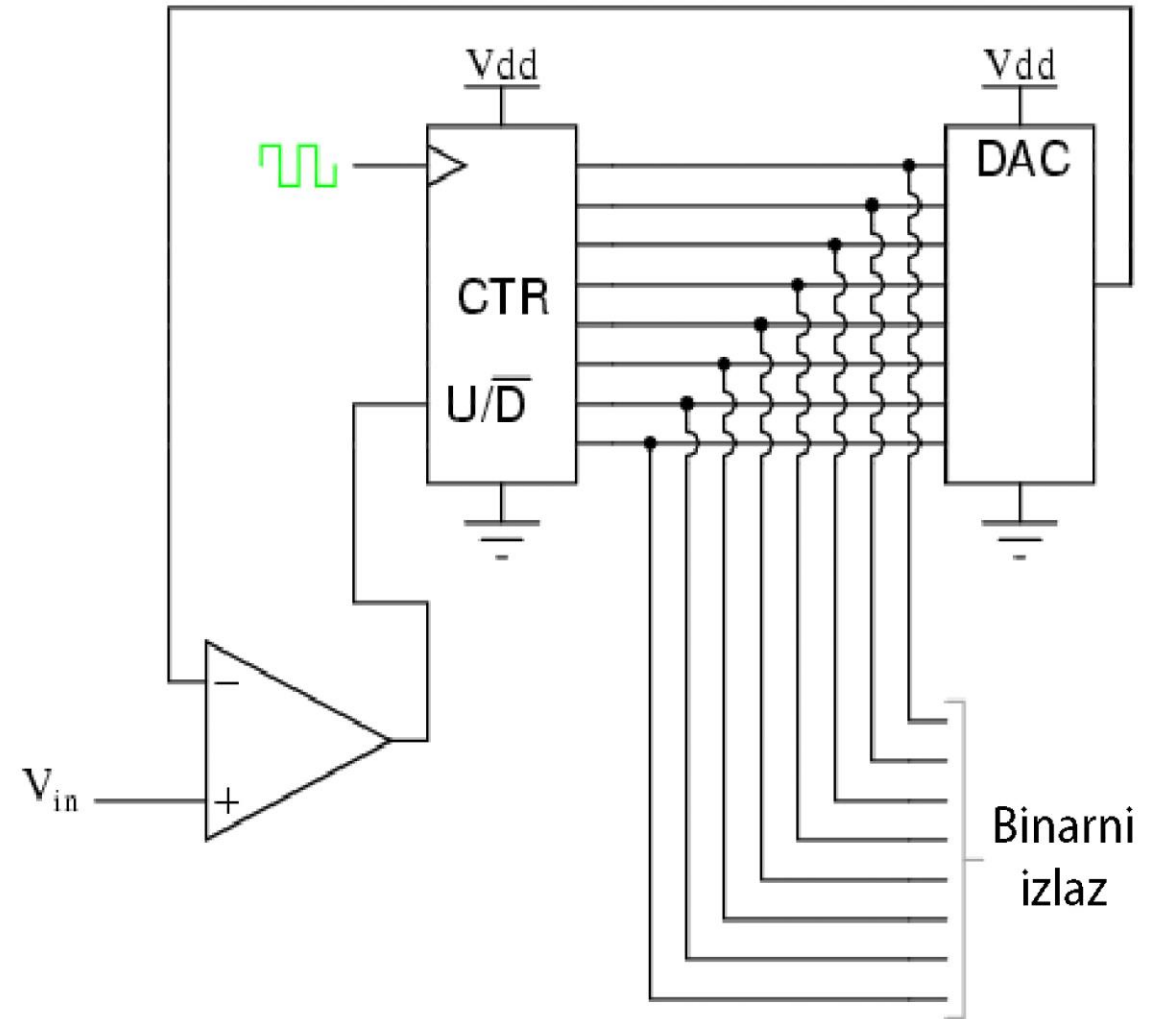 Vdd
Vdd
DAC
CTR
U/D̅
−
Vin
+
Binarni
izlaz